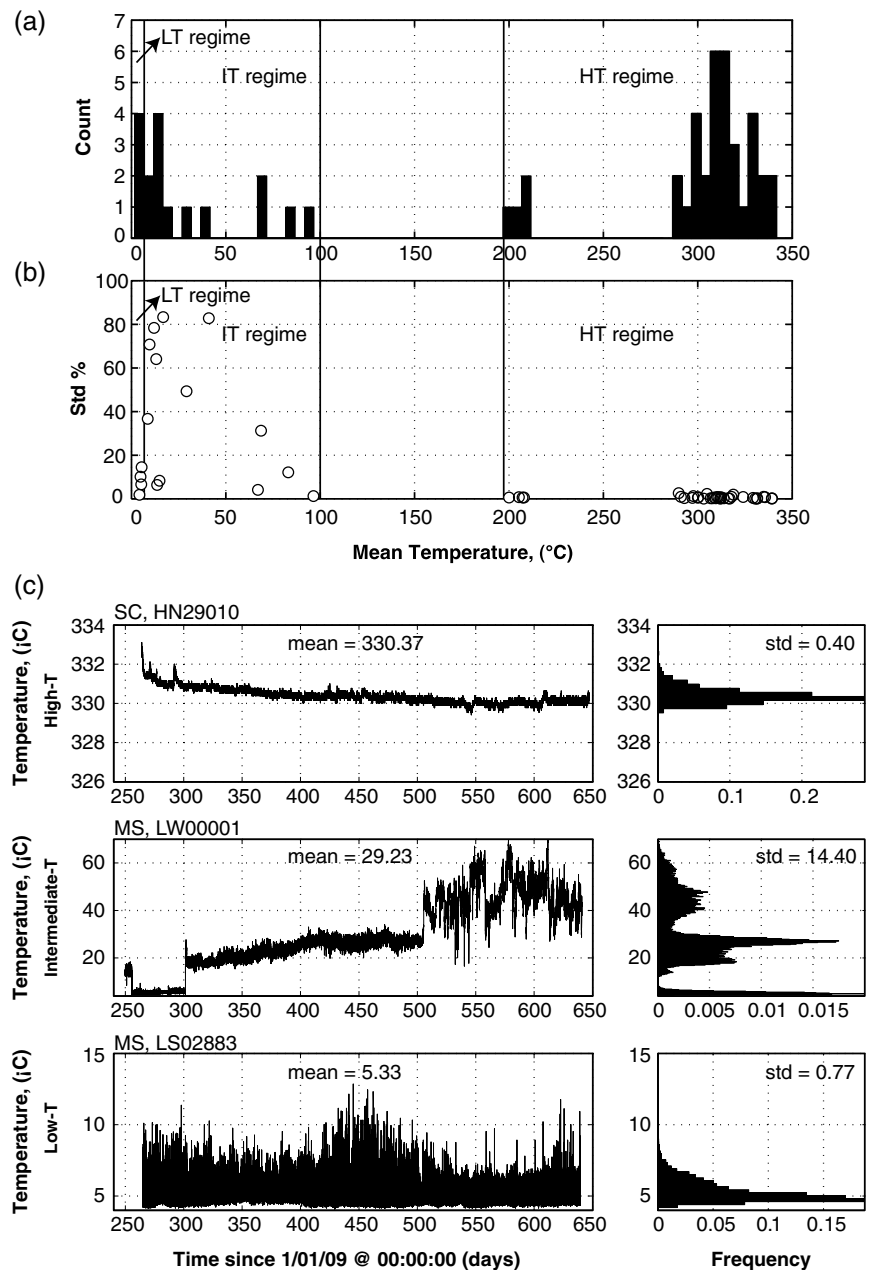 (a)
7
6
5
4
3
2
1
0
Count
LT regime
IT regime
HT regime
0 50 100 150 200 250 300 350
(b)
100
80
60
40
20
0
Std %
LT regime
IT regime
HT regime
0 50 100 150 200 250 300 350
Mean Temperature, (°C)
(c)
SC, HN29010
Temperature, (¡C)
High-T
334
332
330
328
326
mean = 330.37
240 250 300 350 400 450 500 550 600 650
334
332
330
328
326
std = 0.40
0 0.1 0.2
MS, LW00001
Temperature, (¡C)
Intermediate-T
60
40
20
mean = 29.23
250 300 350 400 450 500 550 600 650
60
40
20
std = 14.40
0 0.005 0.01 0.015
MS, LS02883
Temperature, (¡C)
Low-T
15
10
5
mean = 5.33
250 300 350 400 450 500 550 600 650
15
10
5
std = 0.77
0 0.05 0.1 0.15
Time since 1/01/09 @ 00:00:00 (days)
Frequency